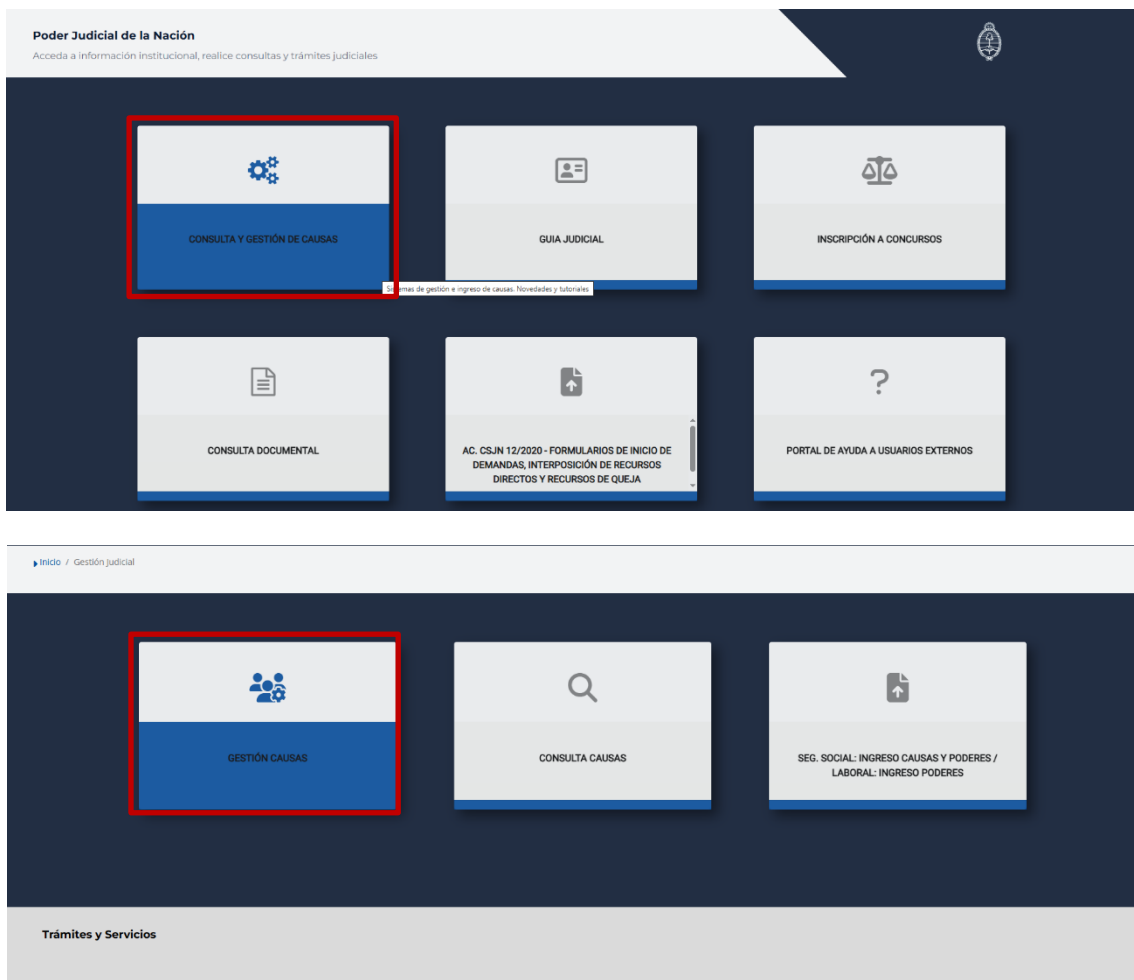 Poder Judicial de la Nación
Acceda a información institucional, realice consultas y trámites judiciales
CONSULTA Y GESTIÓN DE CAUSAS
GUIA JUDICIAL
INSCRIPCIÓN A CONCURSOS
Sistemas de gestión e ingreso de causas. Novedades y tutoriales
CONSULTA DOCUMENTAL
AC. CSJN 12/2020 - FORMULARIOS DE INICIO DE
DEMANDAS, INTERPOSICIÓN DE RECURSOS
DIRECTOS Y RECURSOS DE QUEJA
PORTAL DE AYUDA A USUARIOS EXTERNOS
Inicio / Gestión Judicial
GESTIÓN CAUSAS
CONSULTA CAUSAS
SEG. SOCIAL: INGRESO CAUSAS Y PODERES /
LABORAL: INGRESO PODERES
Trámites y Servicios